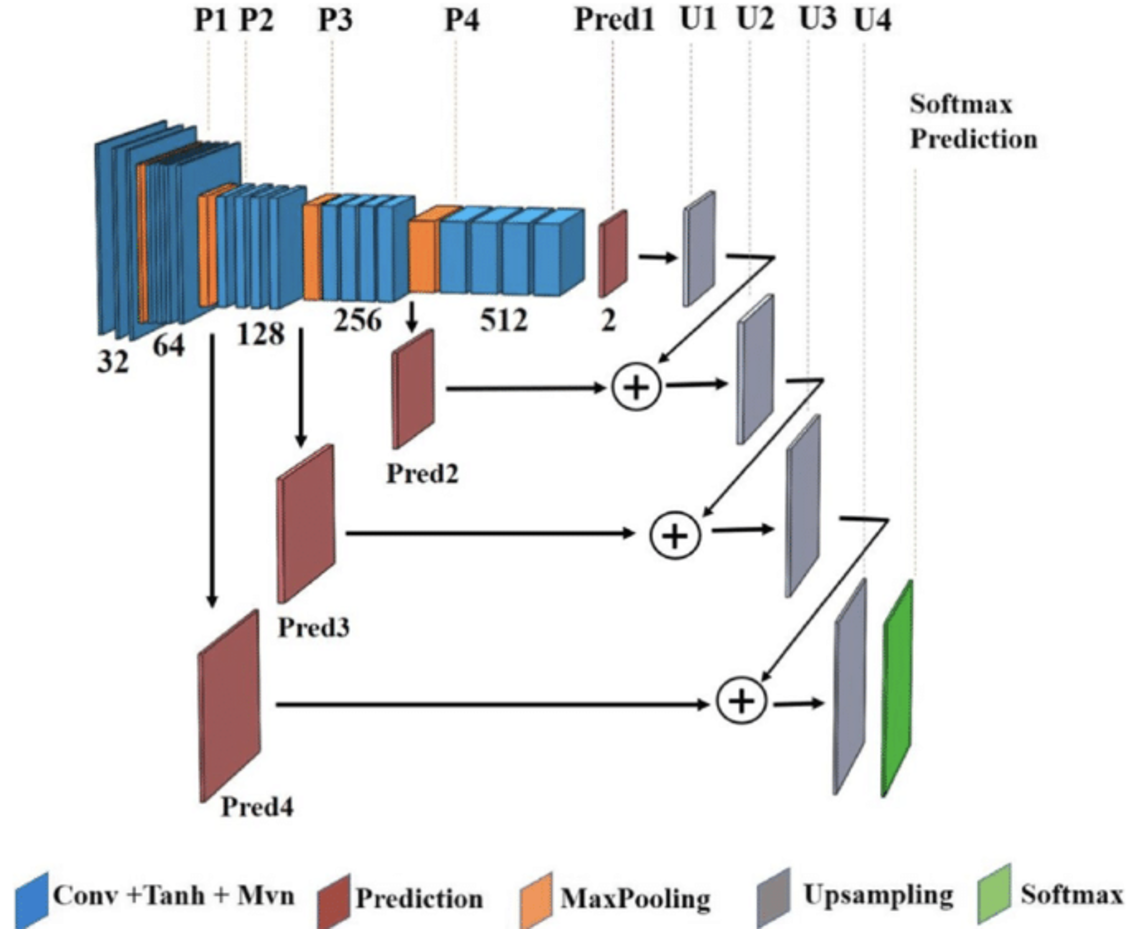 P1 P2 P3 P4 Pred1 U1 U2 U3 U4
Softmax
Prediction
32 64 128 256 512 2
Pred2
Pred3
Pred4
Conv +Tanh + Mvn Prediction MaxPooling Upsampling Softmax